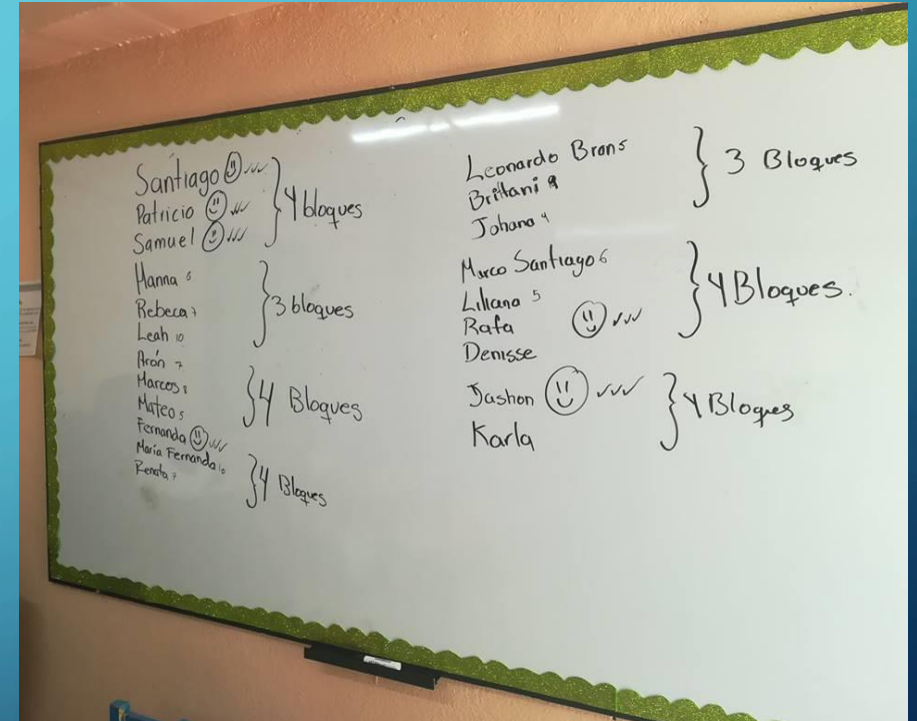 Santiago
Patricio
Samuel
} 4 bloques
Hanna 6
Rebeca 7
Leah 10
} 3 bloques
Arón 7
Marcos 8
Mateo 5
} 4 Bloques
Fernanda
Maria Fernanda 10
Renata 7
} 4 Bloques
Leonardo Brans
Brittani 9
Johana 4
} 3 Bloques
Marco Santiago 6
Liliana 5
Rafa
Denisse
} 4 Bloques.
Jashon
Karla
} 4 Bloques